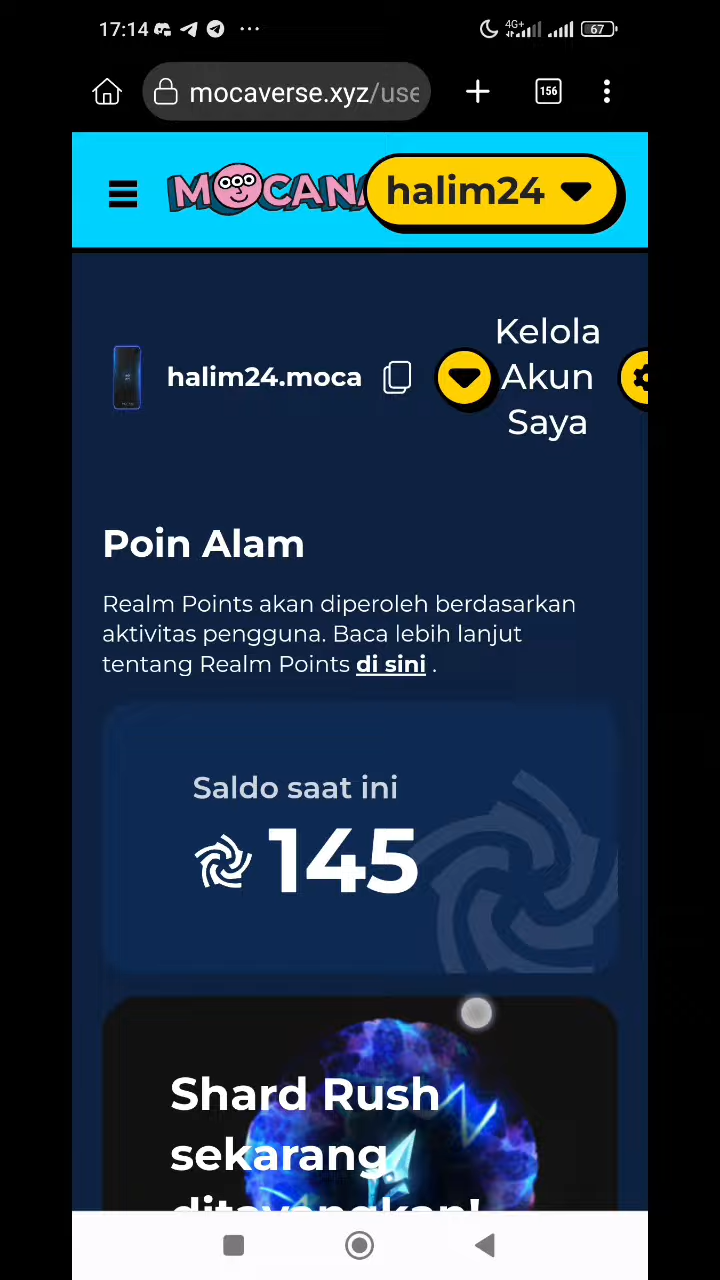 17:14 ··· 4G+ 67
mocaverse.xyz/use
156
MOCANA
halim24
halim24.moca
Kelola
Akun
Saya
Poin Alam
Realm Points akan diperoleh berdasarkan
aktivitas pengguna. Baca lebih lanjut
tentang Realm Points di sini .
Saldo saat ini
145
Shard Rush
sekarang
ditayangkan!